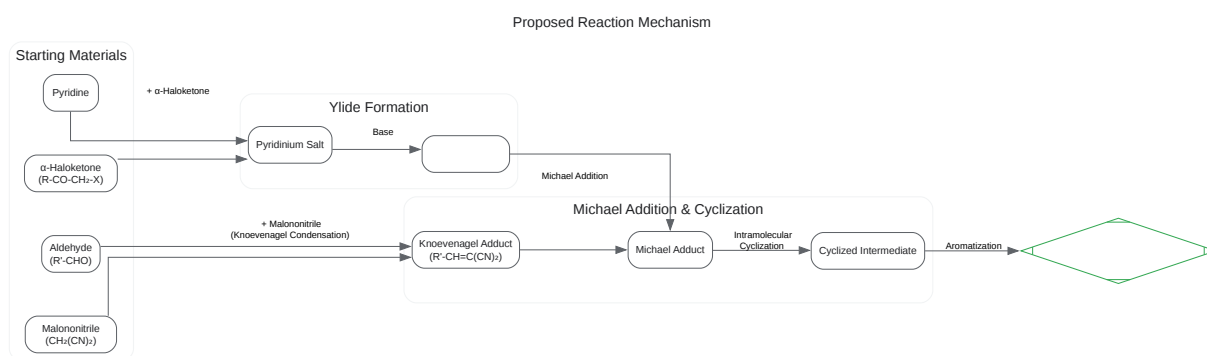 Proposed Reaction Mechanism
Starting Materials
Pyridine
+ α-Haloketone
Ylide Formation
Pyridinium Salt
Base
α-Haloketone
(R-CO-CH₂-X)
Michael Addition
Michael Addition & Cyclization
+ Malononitrile
(Knoevenagel Condensation)
Aldehyde
(R'-CHO)
Knoevenagel Adduct
(R'-CH=C(CN)₂)
Michael Adduct
Intramolecular
Cyclization
Cyclized Intermediate
Aromatization
Malononitrile
(CH₂(CN)₂)